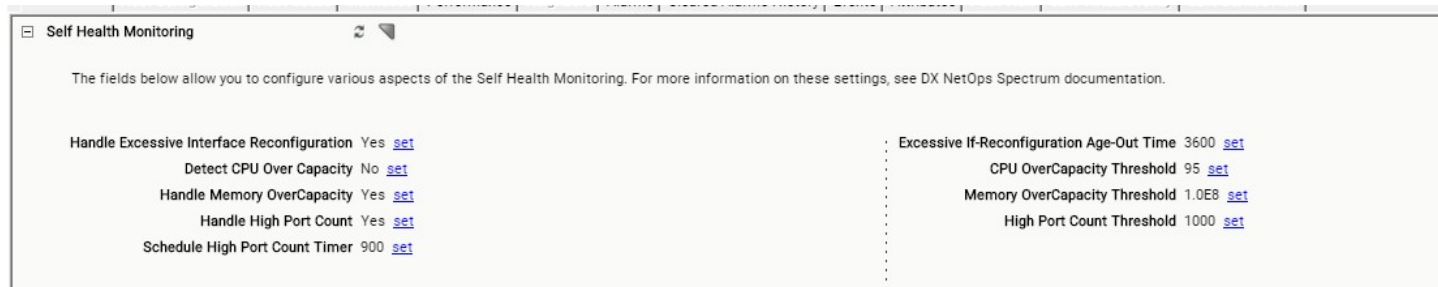 Self Health Monitoring
The fields below allow you to configure various aspects of the Self Health Monitoring. For more information on these settings, see DX NetOps Spectrum documentation.
Handle Excessive Interface Reconfiguration Yes set
Excessive If-Reconfiguration Age-Out Time 3600 set
Detect CPU Over Capacity No set
CPU OverCapacity Threshold 95 set
Handle Memory OverCapacity Yes set
Memory OverCapacity Threshold 1.0E8 set
Handle High Port Count Yes set
High Port Count Threshold 1000 set
Schedule High Port Count Timer 900 set